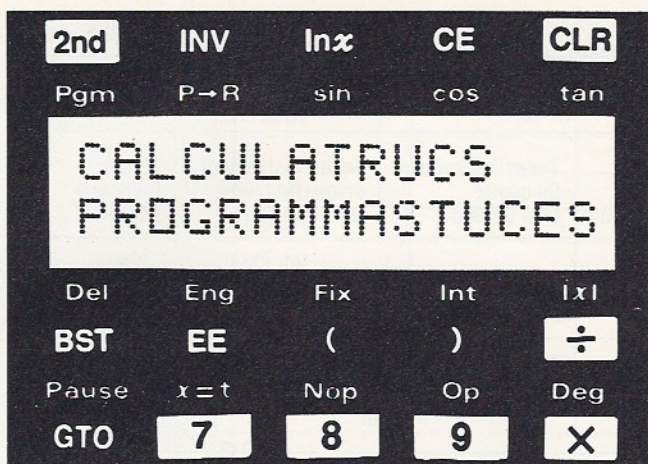 2nd INV lnx CE CLR
Pgm P→R sin cos tan
CALCULATRUCS
PROGRAMMASTUCES
Del Eng Fix Int |x|
BST EE ( ) ÷
Pause x=t Nop Op Deg
GTO 7 8 9 ×